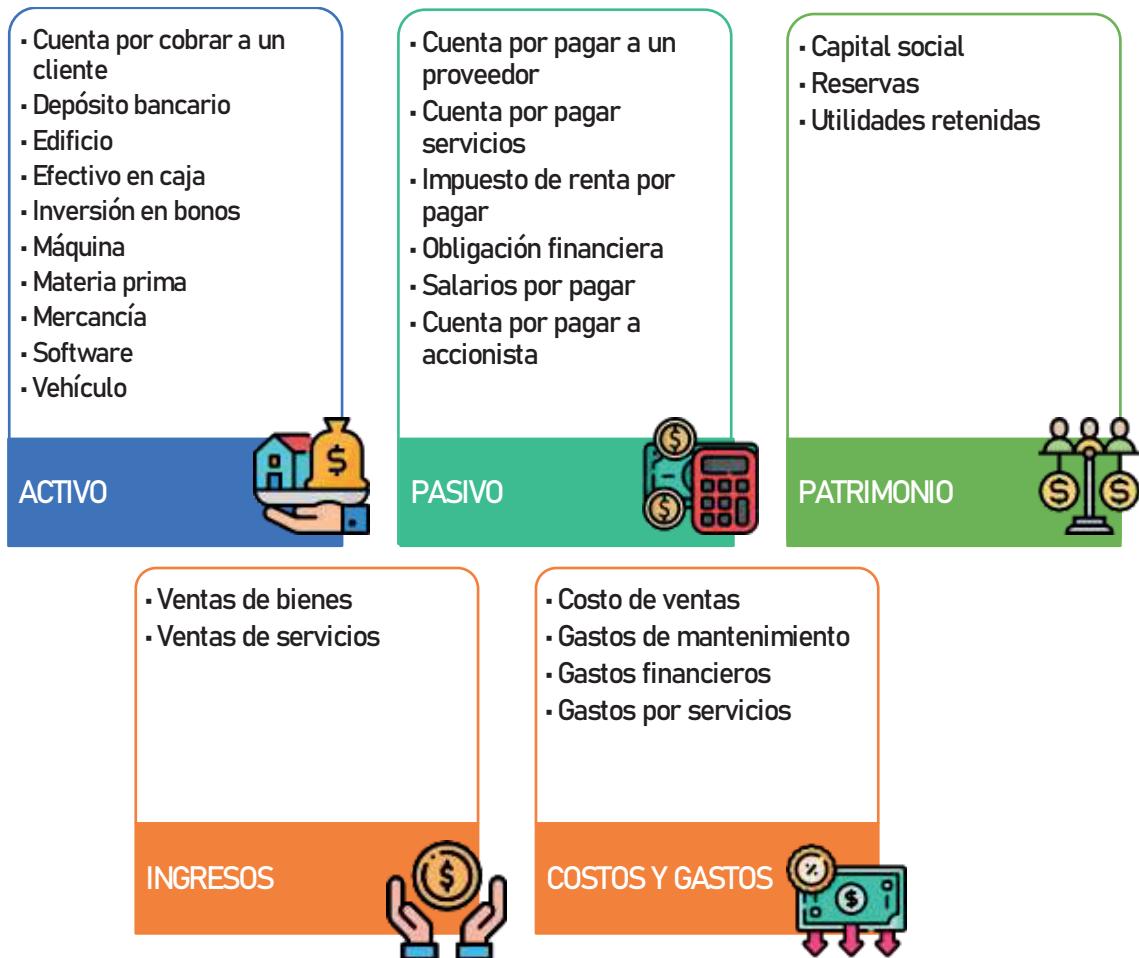 ▪ Cuenta por cobrar a un
cliente
▪ Depósito bancario
▪ Edificio
▪ Efectivo en caja
▪ Inversión en bonos
▪ Máquina
▪ Materia prima
▪ Mercancía
▪ Software
▪ Vehículo
ACTIVO
▪ Cuenta por pagar a un
proveedor
▪ Cuenta por pagar
servicios
▪ Impuesto de renta por
pagar
▪ Obligación financiera
▪ Salarios por pagar
▪ Cuenta por pagar a
accionista
PASIVO
▪ Capital social
▪ Reservas
▪ Utilidades retenidas
PATRIMONIO
▪ Ventas de bienes
▪ Ventas de servicios
INGRESOS
▪ Costo de ventas
▪ Gastos de mantenimiento
▪ Gastos financieros
▪ Gastos por servicios
COSTOS Y GASTOS